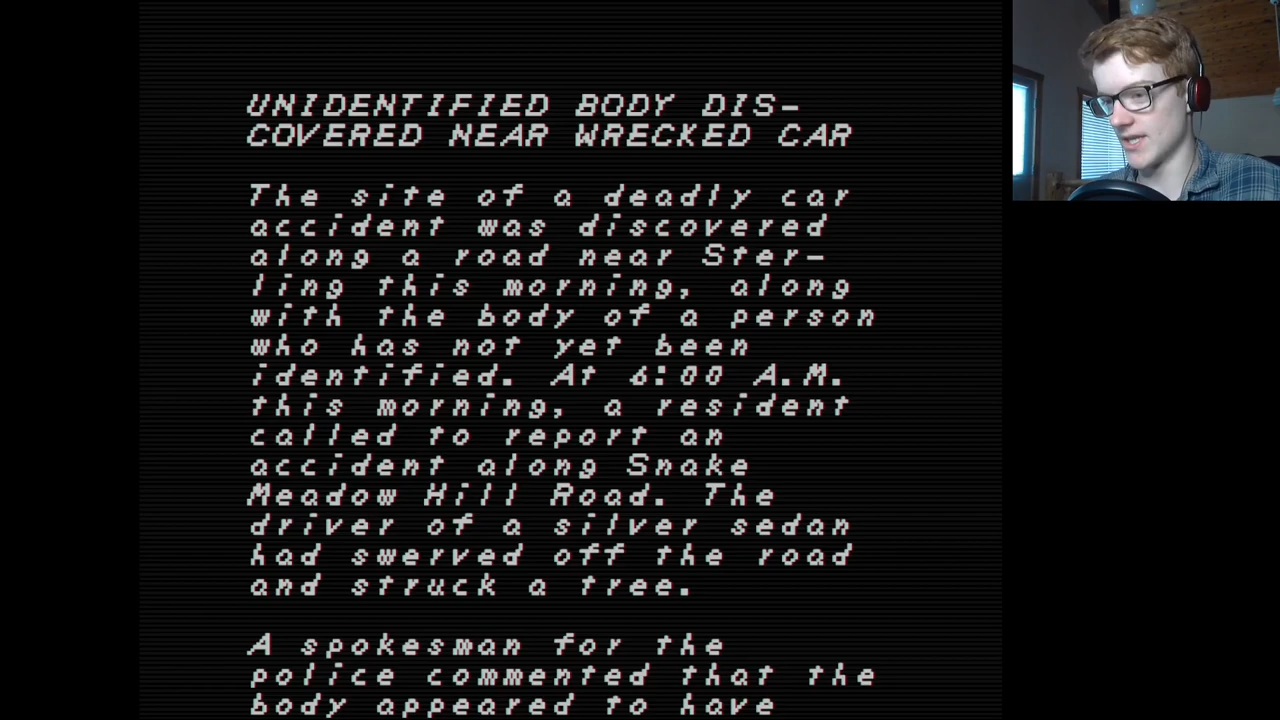 UNIDENTIFIED BODY DIS-
COVERED NEAR WRECKED CAR
The site of a deadly car
accident was discovered
along a road near Ster-
ling this morning, along
with the body of a person
who has not yet been
identified. At 6:00 A.M.
this morning, a resident
called to report an
accident along Snake
Meadow Hill Road. The
driver of a silver sedan
had swerved off the road
and struck a tree.
A spokesman for the
police commented that the
body appeared to have